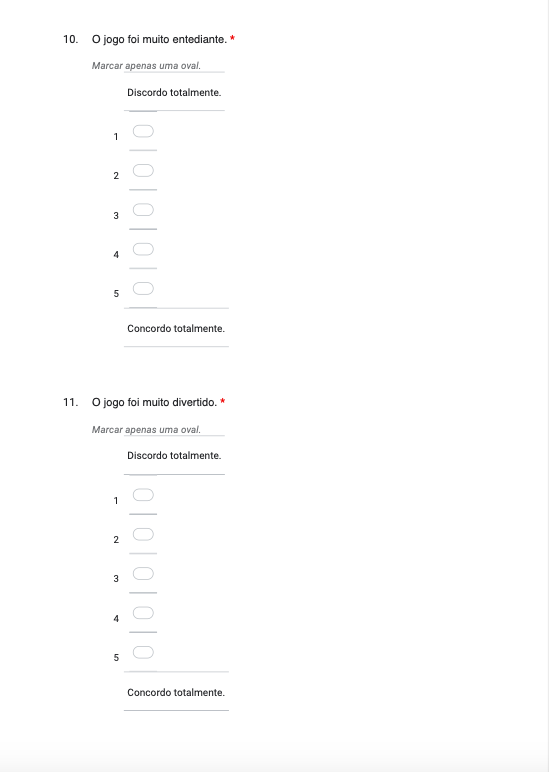 10. O jogo foi muito entediante. *
Marcar apenas uma oval.
Discordo totalmente.
1
2
3
4
5
Concordo totalmente.
11. O jogo foi muito divertido. *
Marcar apenas uma oval.
Discordo totalmente.
1
2
3
4
5
Concordo totalmente.